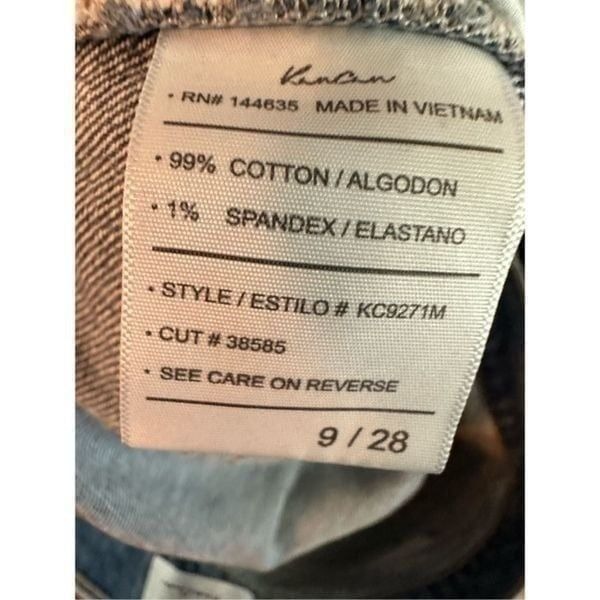 KanCan
• RN# 144635 MADE IN VIETNAM
• 99% COTTON / ALGODON
• 1% SPANDEX / ELASTANO
• STYLE / ESTILO # KC9271M
• CUT # 38585
• SEE CARE ON REVERSE
9 / 28